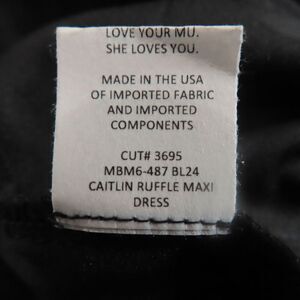 LOVE YOUR MU.
SHE LOVES YOU.
MADE IN THE USA
OF IMPORTED FABRIC
AND IMPORTED
COMPONENTS
CUT# 3695
MBM6-487 BL24
CAITLIN RUFFLE MAXI
DRESS